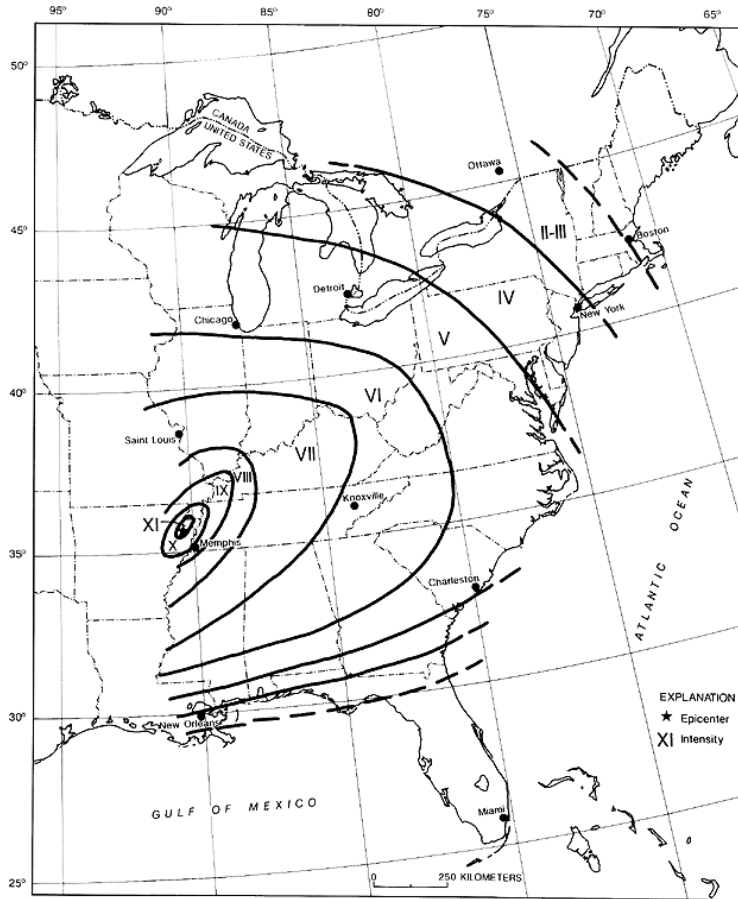 95° 90° 85° 80° 75° 70° 65°
50°
CANADA
UNITED STATES
Ottawa
45°
II-III
Boston
Detroit
IV
New York
Chicago
V
40°
VI
Saint Louis
VII
VIII
IX
Knoxville
XI
X
Memphis
35°
Charleston
ATLANTIC OCEAN
30°
New Orleans
EXPLANATION
★ Epicenter
XI Intensity
GULF OF MEXICO
Miami
0 250 KILOMETERS
25°